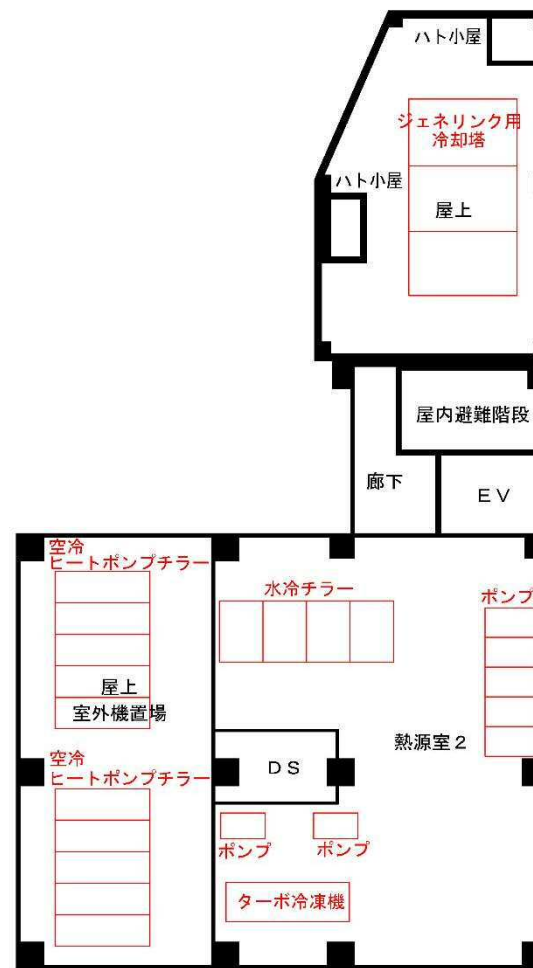 ハト小屋
ジェネリンク用
冷却塔
ハト小屋
屋上
屋内避難階段
廊下
ＥＶ
空冷
ヒートポンプチラー
水冷チラー
ポンプ
屋上
室外機置場
熱源室２
空冷
ヒートポンプチラー
ＤＳ
ポンプ
ポンプ
ターボ冷凍機